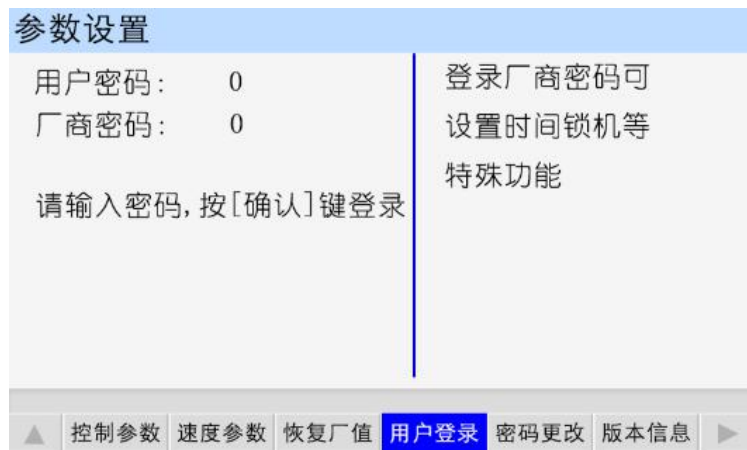 参数设置
用户密码: 0
厂商密码: 0
请输入密码,按[确认]键登录
登录厂商密码可
设置时间锁机等
特殊功能
控制参数 速度参数 恢复厂值 用户登录 密码更改 版本信息